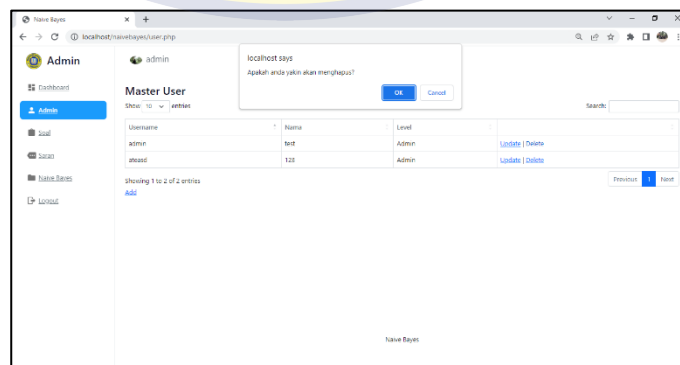 Naive Bayes
localhost/naivebayes/user.php
Admin
admin
localhost says
Apakah anda yakin akan menghapus?
OK
Cancel
Dashboard
Admin
Soal
Saran
Naive Bayes
Logout
Master User
Show 10 entries
Search:
Username Nama Level
admin test Admin Update | Delete
123 Admin Update | Delete
Showing 1 to 2 of 2 entries
Previous 1 Next
Add
Naive Bayes